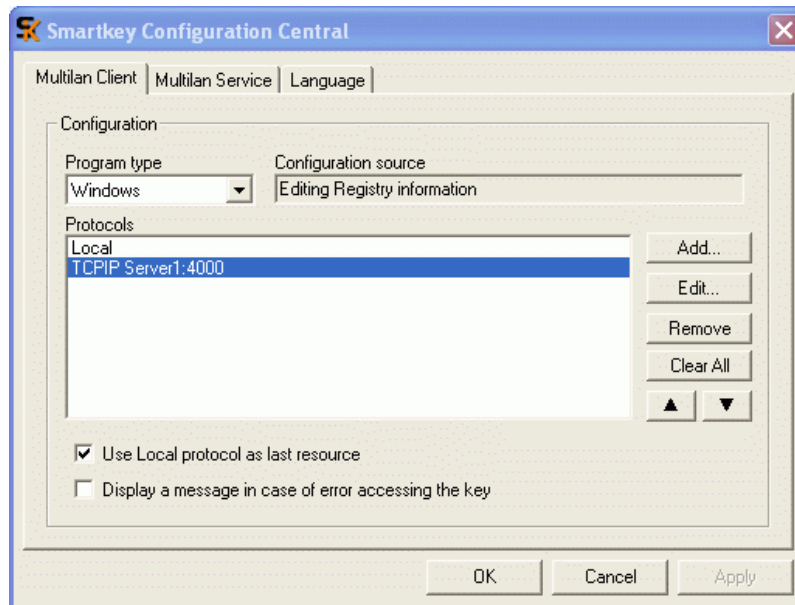 SK Smartkey Configuration Central
Multilan Client Multilan Service Language
Configuration
Program type Configuration source
Windows Editing Registry information
Protocols
Local
TCPIP Server1:4000
Add...
Edit...
Remove
Clear All
Use Local protocol as last resource
Display a message in case of error accessing the key
OK Cancel Apply